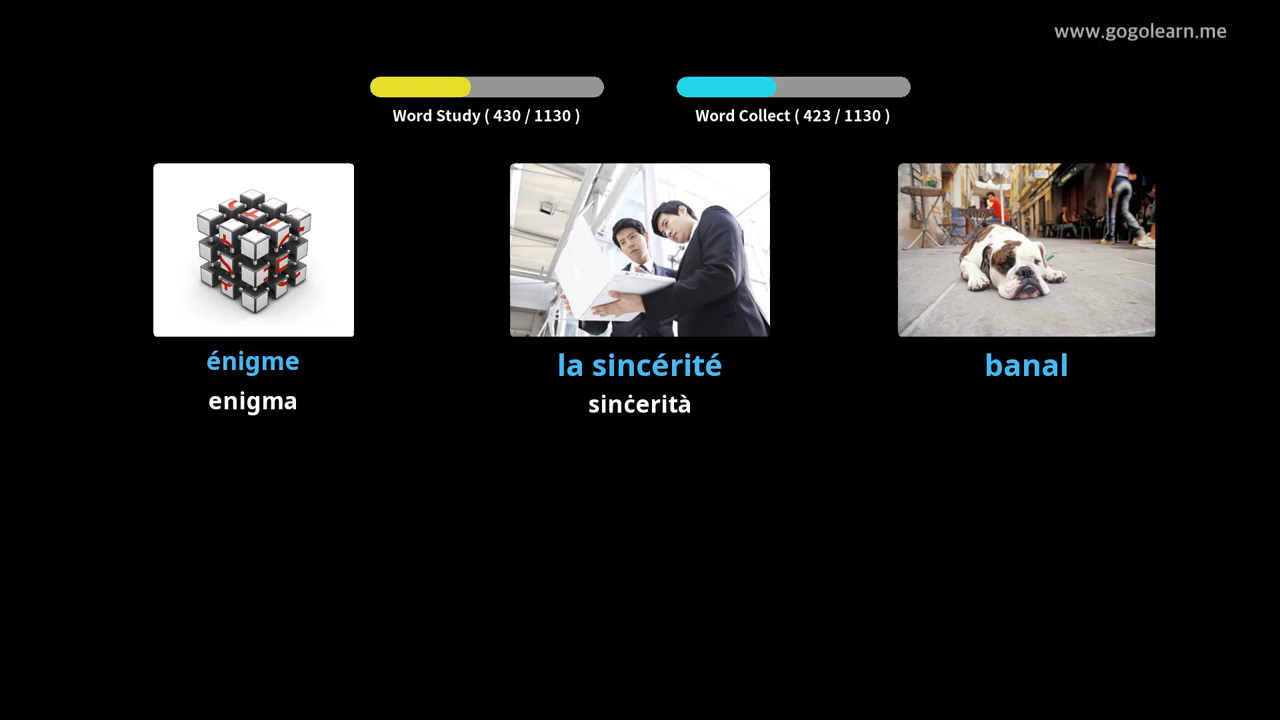 www.gogolearn.me
Word Study ( 430 / 1130 )
Word Collect ( 423 / 1130 )
énigme
enigma
la sincérité
sinċerità
banal